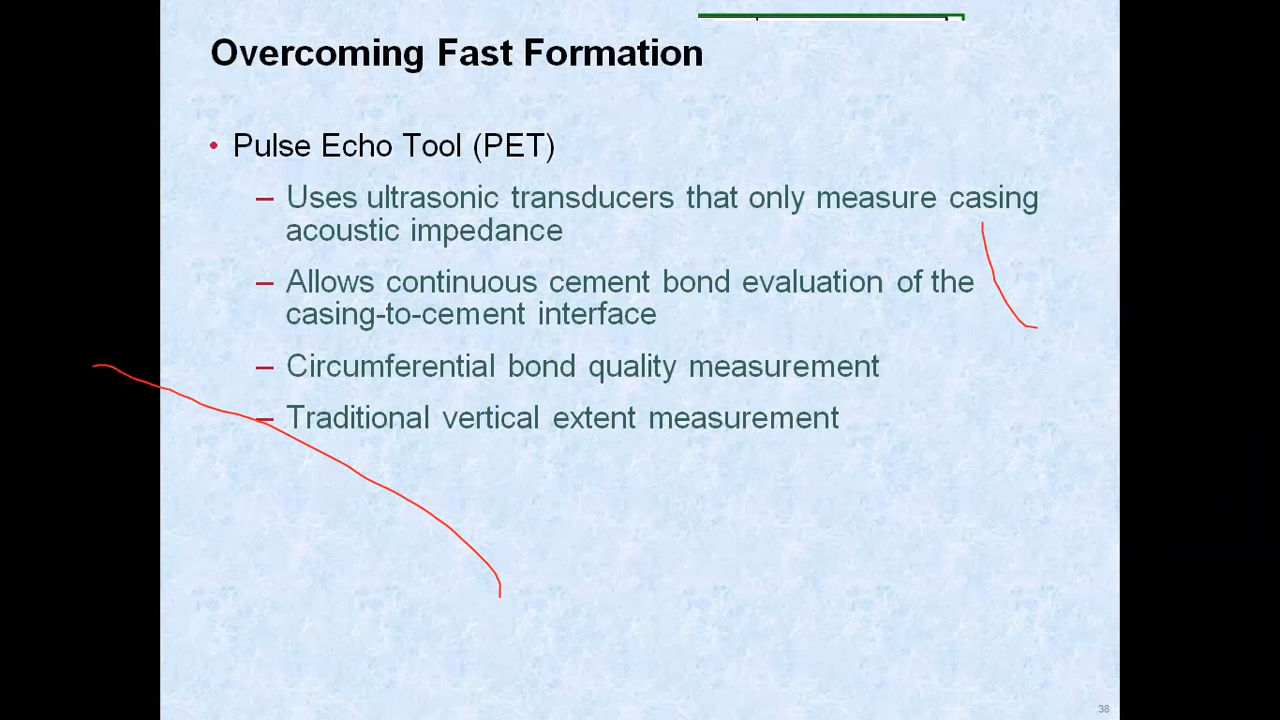 Overcoming Fast Formation
• Pulse Echo Tool (PET)
– Uses ultrasonic transducers that only measure casing
acoustic impedance
– Allows continuous cement bond evaluation of the
casing-to-cement interface
– Circumferential bond quality measurement
– Traditional vertical extent measurement
38